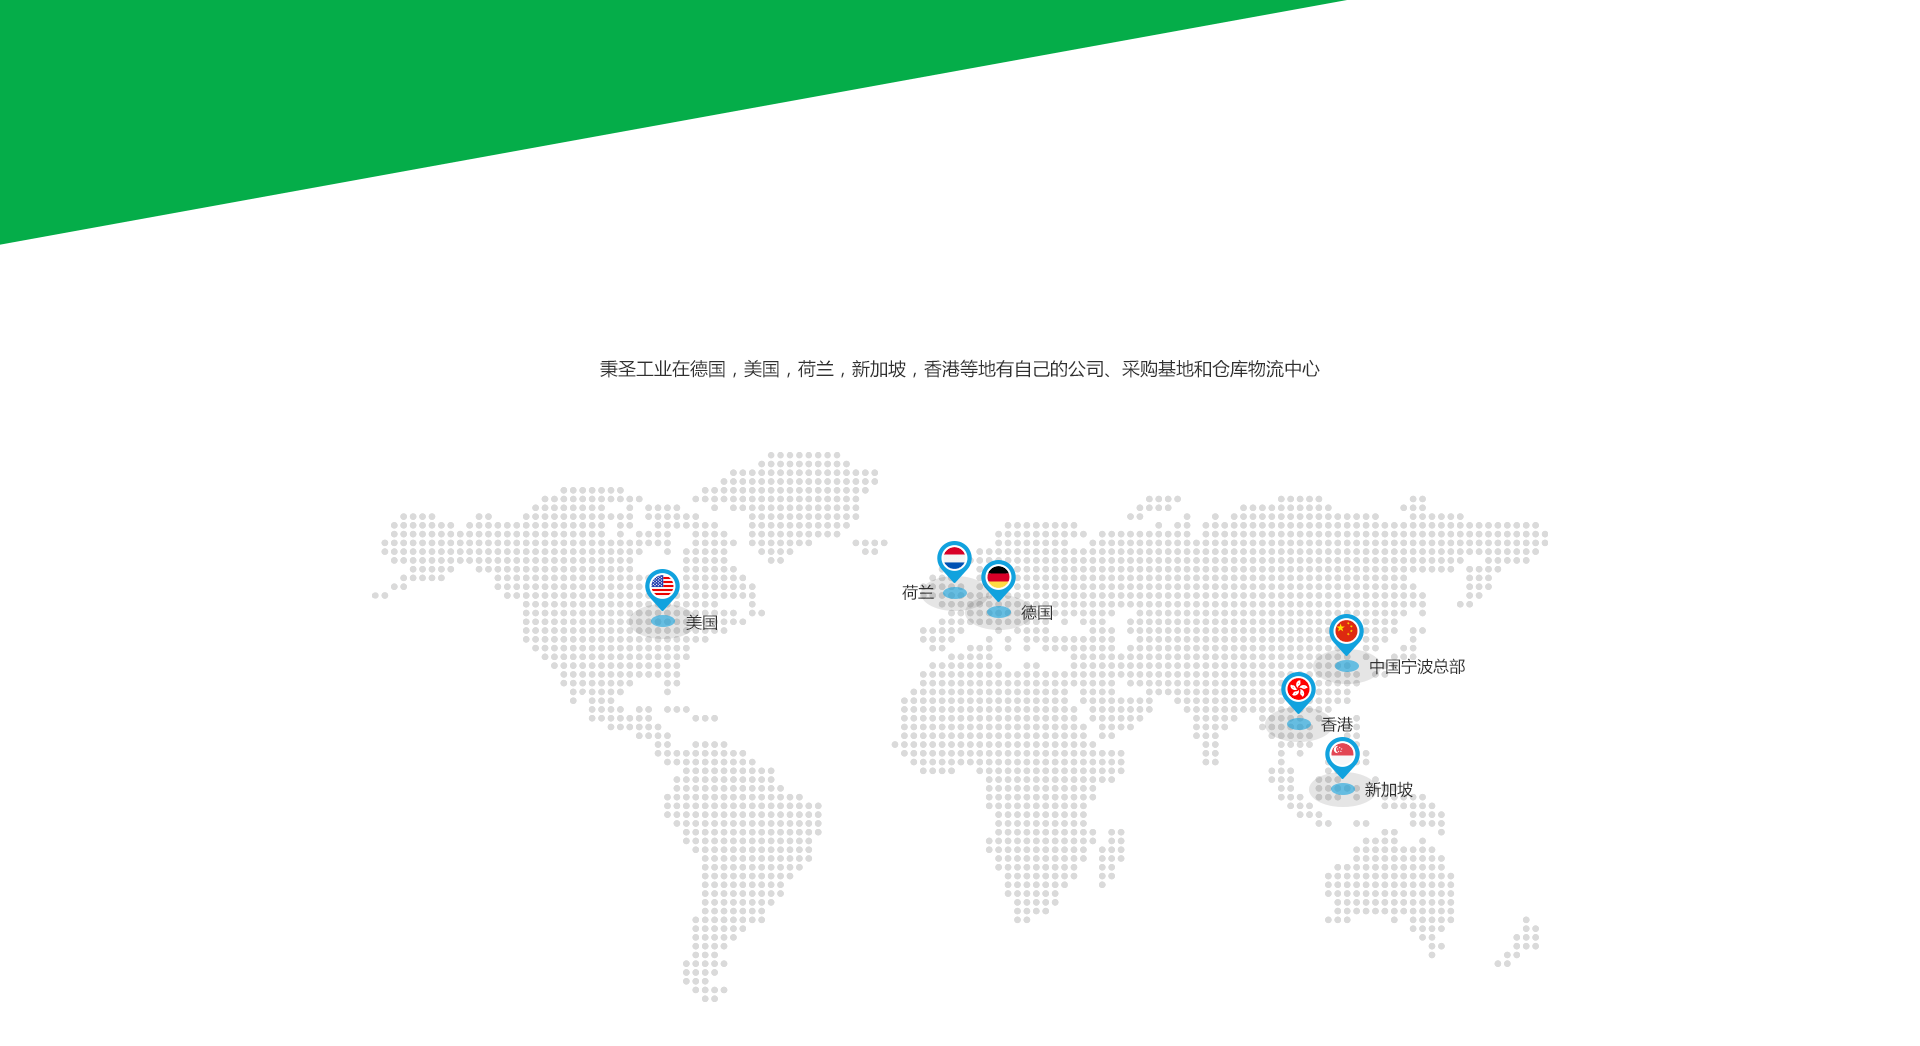 秉圣工业在德国，美国，荷兰，新加坡，香港等地有自己的公司、采购基地和仓库物流中心
荷兰
德国
美国
中国宁波总部
香港
新加坡